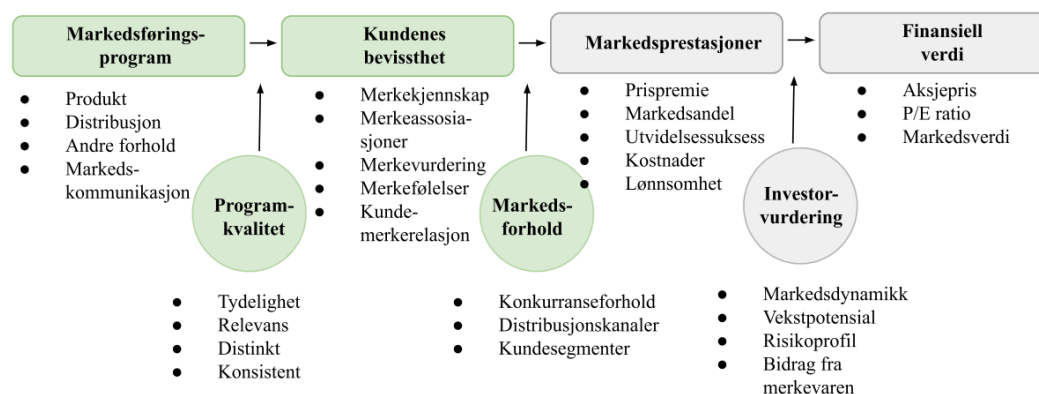 Markedsførings-
program
Kundenes
bevissthet
Markedsprestasjoner
Finansiell
verdi
● Produkt
● Distribusjon
● Andre forhold
● Markeds-
kommunikasjon
● Merkekjennskap
● Merkeassosia-
sjoner
● Merkevurdering
● Merkefølelser
● Kunde-
merkerelasjon
● Prispremie
● Markedsandel
● Utvidelsessuksess
● Kostnader
● Lønnsomhet
● Aksjepris
● P/E ratio
● Markedsverdi
Program-
kvalitet
Markeds-
forhold
Investor-
vurdering
● Tydelighet
● Relevans
● Distinkt
● Konsistent
● Konkurranseforhold
● Distribusjonskanaler
● Kundesegmenter
● Markedsdynamikk
● Vekstpotensial
● Risikoprofil
● Bidrag fra
merkevaren